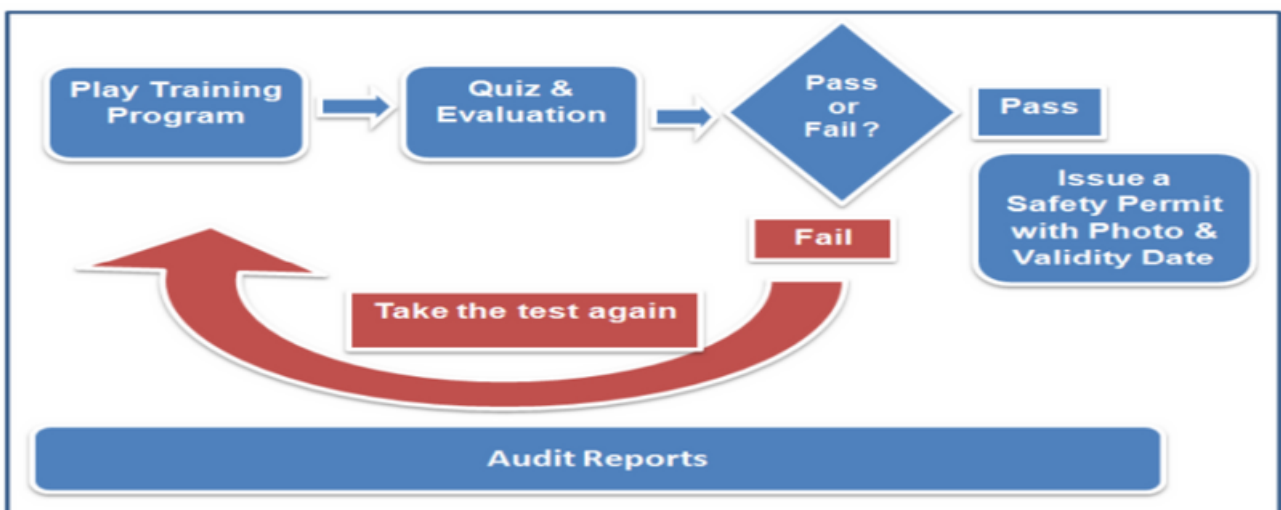 Play Training
Program
Quiz &
Evaluation
Pass
or
Fail ?
Pass
Issue a
Safety Permit
with Photo &
Validity Date
Fail
Take the test again
Audit Reports